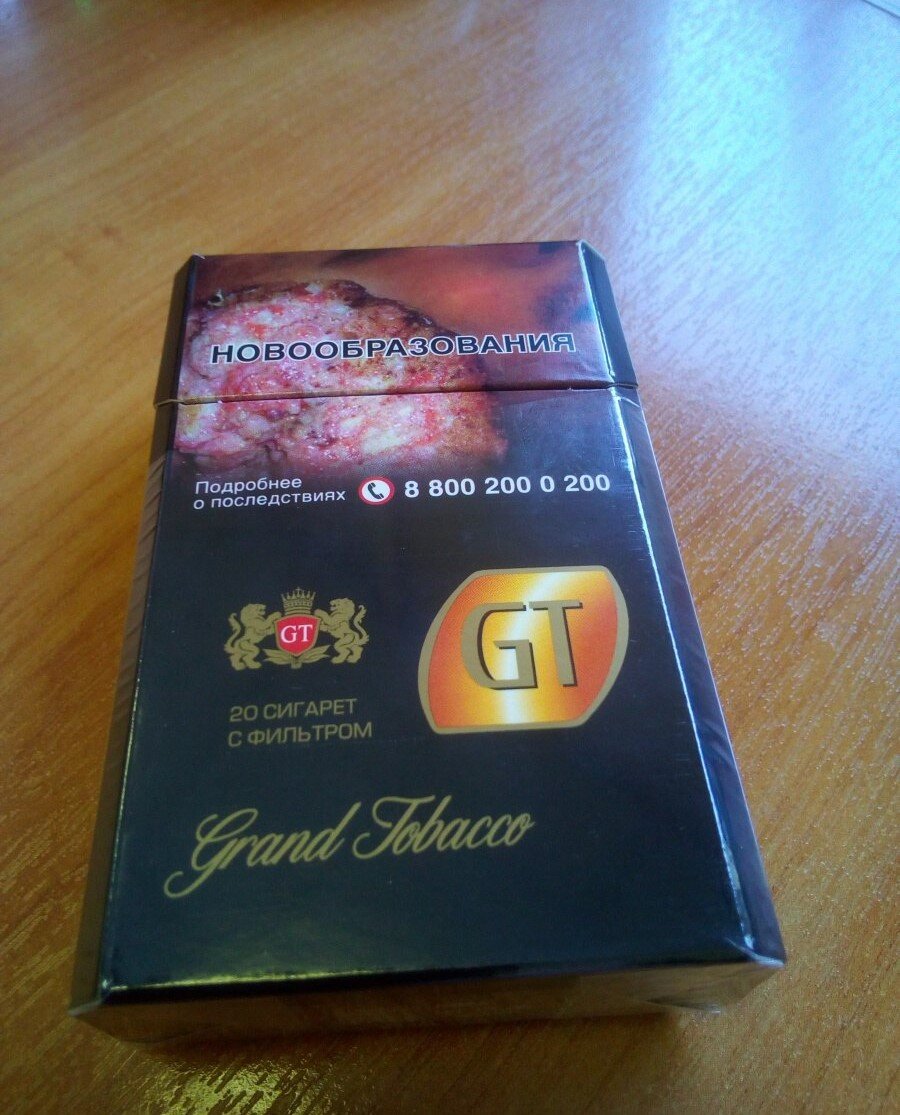 НОВООБРАЗОВАНИЯ
Подробнее
о последствиях 8 800 200 0 200
GT
GT
20 СИГАРЕТ
С ФИЛЬТРОМ
Grand Tobacco